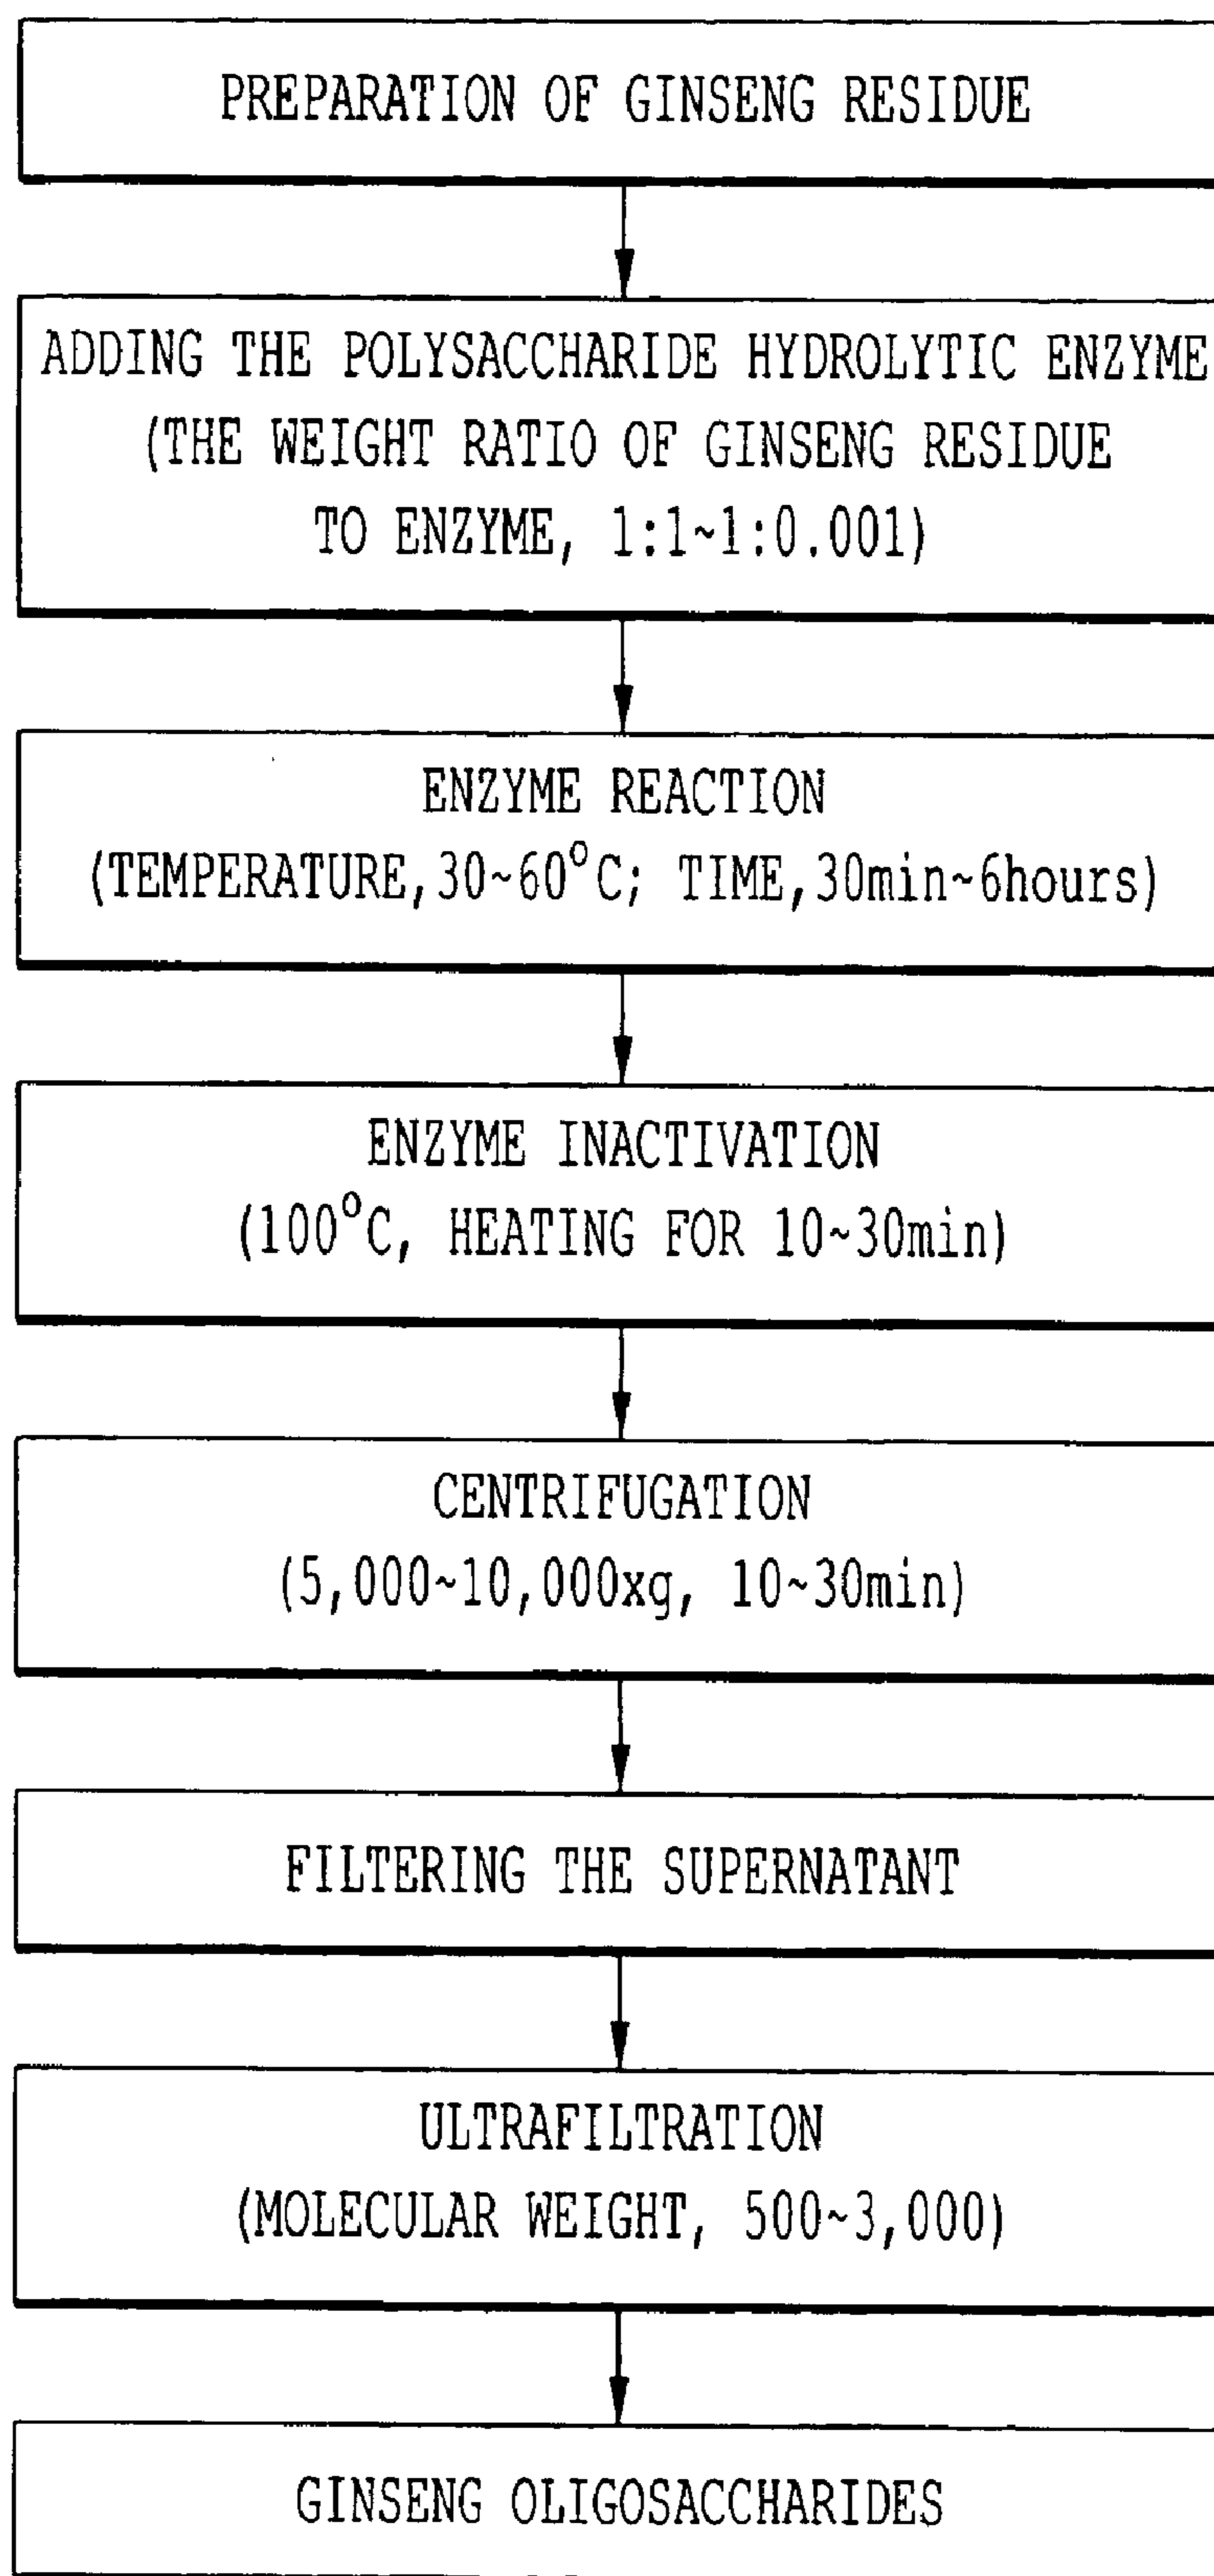 PREPARATION OF GINSENG RESIDUE
ADDING THE POLYSACCHARIDE HYDROLYTIC ENZYME
(THE WEIGHT RATIO OF GINSENG RESIDUE
TO ENZYME, 1:1~1:0.001)
ENZYME REACTION
(TEMPERATURE,30~60°C; TIME,30min~6hours)
ENZYME INACTIVATION
(100°C, HEATING FOR 10~30min)
CENTRIFUGATION
(5,000~10,000xg, 10~30min)
FILTERING THE SUPERNATANT
ULTRAFILTRATION
(MOLECULAR WEIGHT, 500~3,000)
GINSENG OLIGOSACCHARIDES